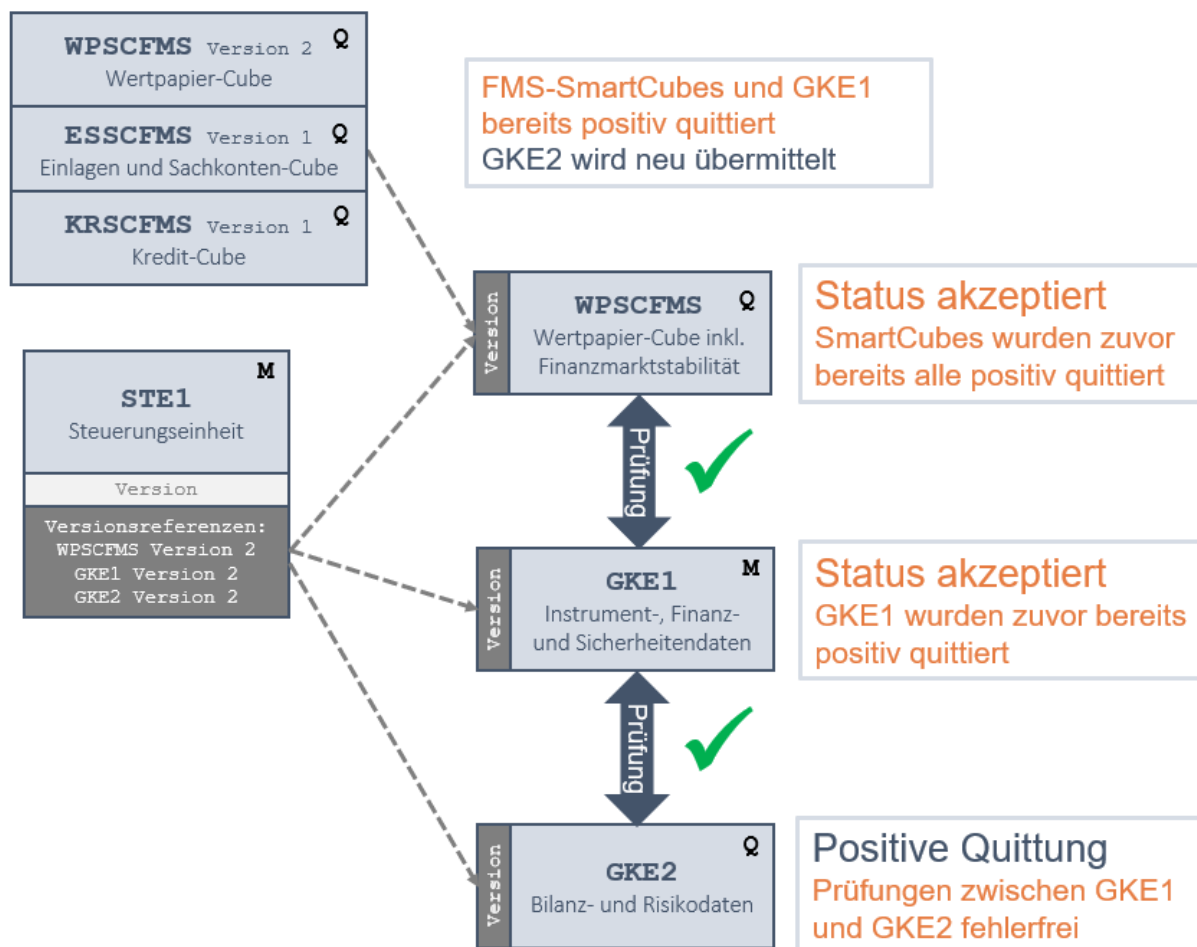 WPSCFMS Version 2 Q
Wertpapier-Cube
ESSCFMS Version 1 Q
Einlagen und Sachkonten-Cube
KRSCFMS Version 1 Q
Kredit-Cube
FMS-SmartCubes und GKE1
bereits positiv quittiert
GKE2 wird neu übermittelt
Version
WPSCFMS Q
Wertpapier-Cube inkl.
Finanzmarktstabilität
Status akzeptiert
SmartCubes wurden zuvor
bereits alle positiv quittiert
M
STE1
Steuerungseinheit
Version
Versionsreferenzen:
WPSCFMS Version 2
GKE1 Version 2
GKE2 Version 2
Prüfung
Version
GKE1 M
Instrument-, Finanz-
und Sicherheitendaten
Status akzeptiert
GKE1 wurden zuvor bereits
positiv quittiert
Prüfung
Version
GKE2 Q
Bilanz- und Risikodaten
Positive Quittung
Prüfungen zwischen GKE1
und GKE2 fehlerfrei